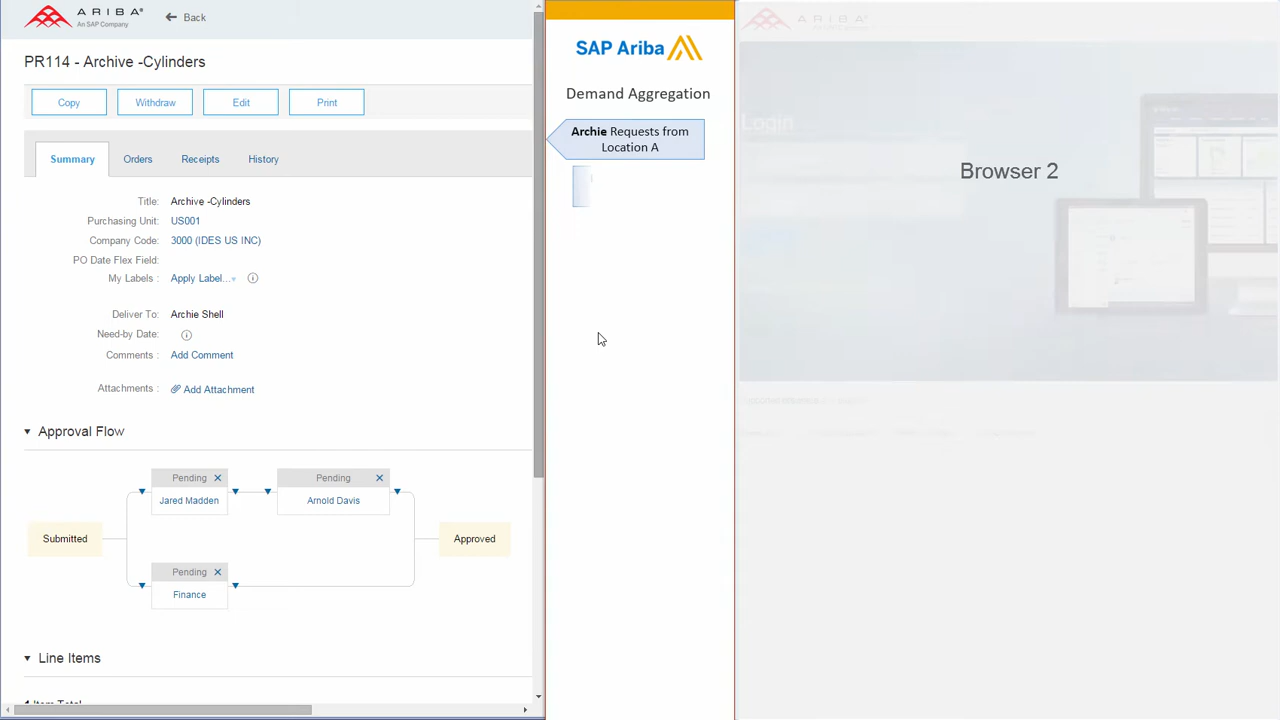 ARIBA
An SAP Company
Back
PR114 - Archive -Cylinders
Copy
Withdraw
Edit
Print
Summary
Orders
Receipts
History
Title: Archive -Cylinders
Purchasing Unit: US001
Company Code: 3000 (IDES US INC)
PO Date Flex Field:
My Labels : Apply Label...
Deliver To: Archie Shell
Need-by Date:
Comments : Add Comment
Attachments : Add Attachment
Approval Flow
Pending
Jared Madden
Pending
Arnold Davis
Submitted
Approved
Pending
Finance
Line Items
SAP Ariba
Demand Aggregation
Archie Requests from
Location A
ARIBA
Login
Browser 2